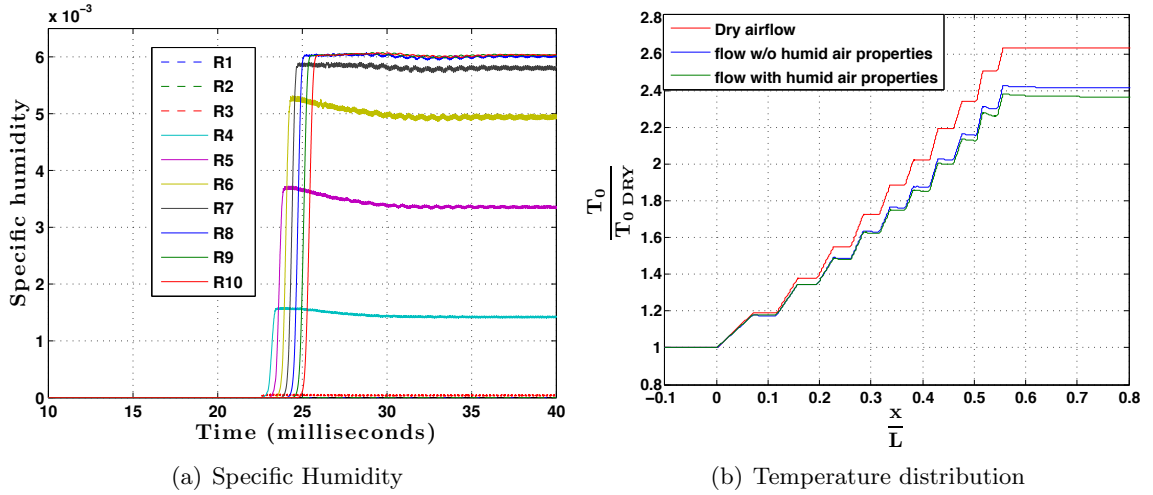 x 10⁻³
6
5
4
3
2
1
0
10
15
20
25
30
35
40
Specific humidity
Time (milliseconds)
R1
R2
R3
R4
R5
R6
R7
R8
R9
R10
(a) Specific Humidity
2.8
2.6
2.4
2.2
2
1.8
1.6
1.4
1.2
1
0.8
−0.1
0
0.1
0.2
0.3
0.4
0.5
0.6
0.7
0.8
T0
T0 DRY
x
L
Dry airflow
flow w/o humid air properties
flow with humid air properties
(b) Temperature distribution